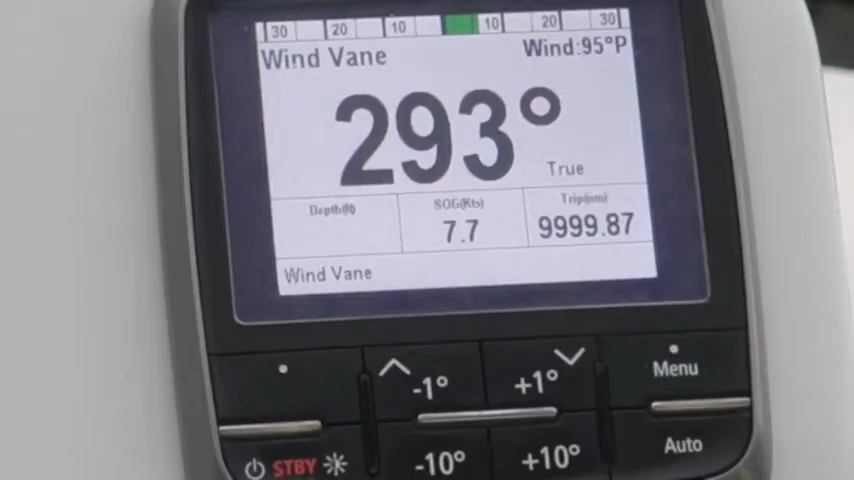 30 20 10 10 20 30
Wind Vane Wind:95°P
293°
True
Depth(ft) SOG(Kts) Trip(nm)
7.7 9999.87
Wind Vane
-1° +1° Menu
STBY -10° +10° Auto